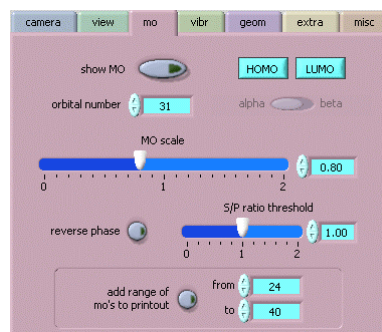 camera view mo vibr geom extra misc
show MO HOMO LUMO
orbital number 31 alpha beta
MO scale
0.80
0 1 2
S/P ratio threshold
reverse phase 1.00
0 1 2
add range of mo's to printout from 24
to 40